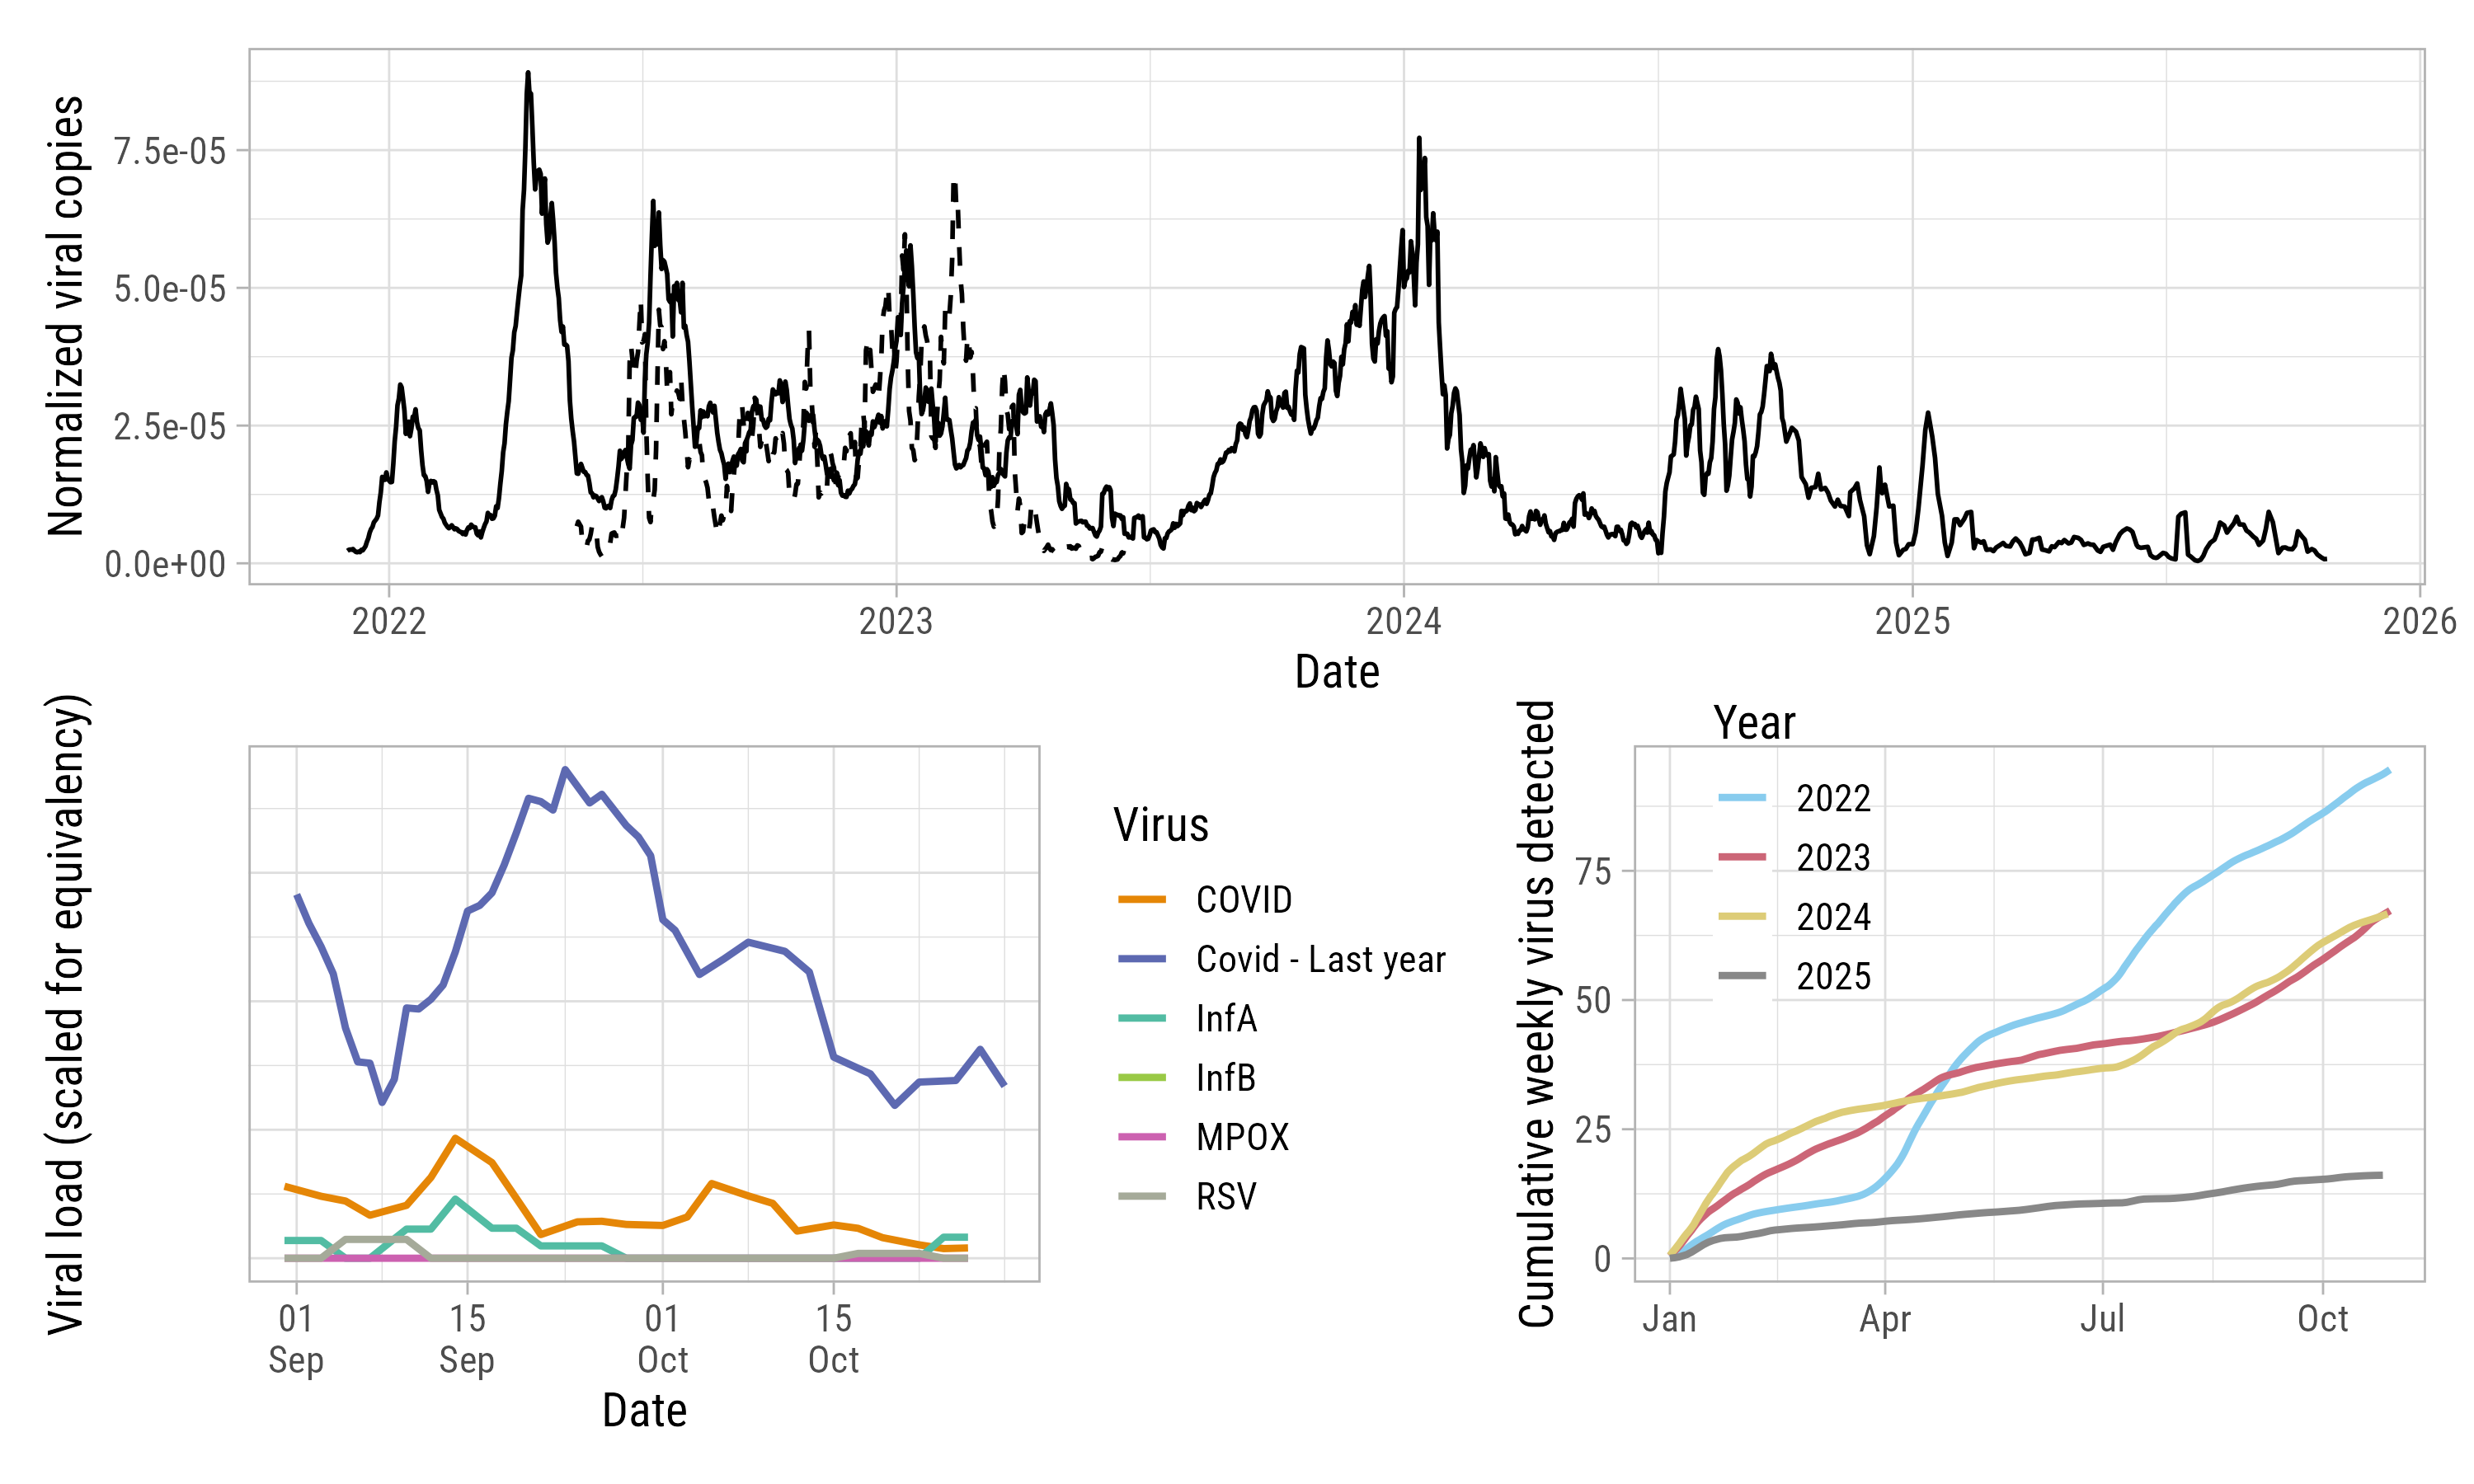 Normalized viral copies
7.5e-05
5.0e-05
2.5e-05
0.0e+00
2022
2023
2024
2025
2026
Date
Viral load (scaled for equivalency)
01
Sep
15
Sep
01
Oct
15
Oct
Date
Virus
COVID
Covid - Last year
InfA
InfB
MPOX
RSV
Cumulative weekly virus detected
Year
2022
2023
2024
2025
75
50
25
0
Jan
Apr
Jul
Oct